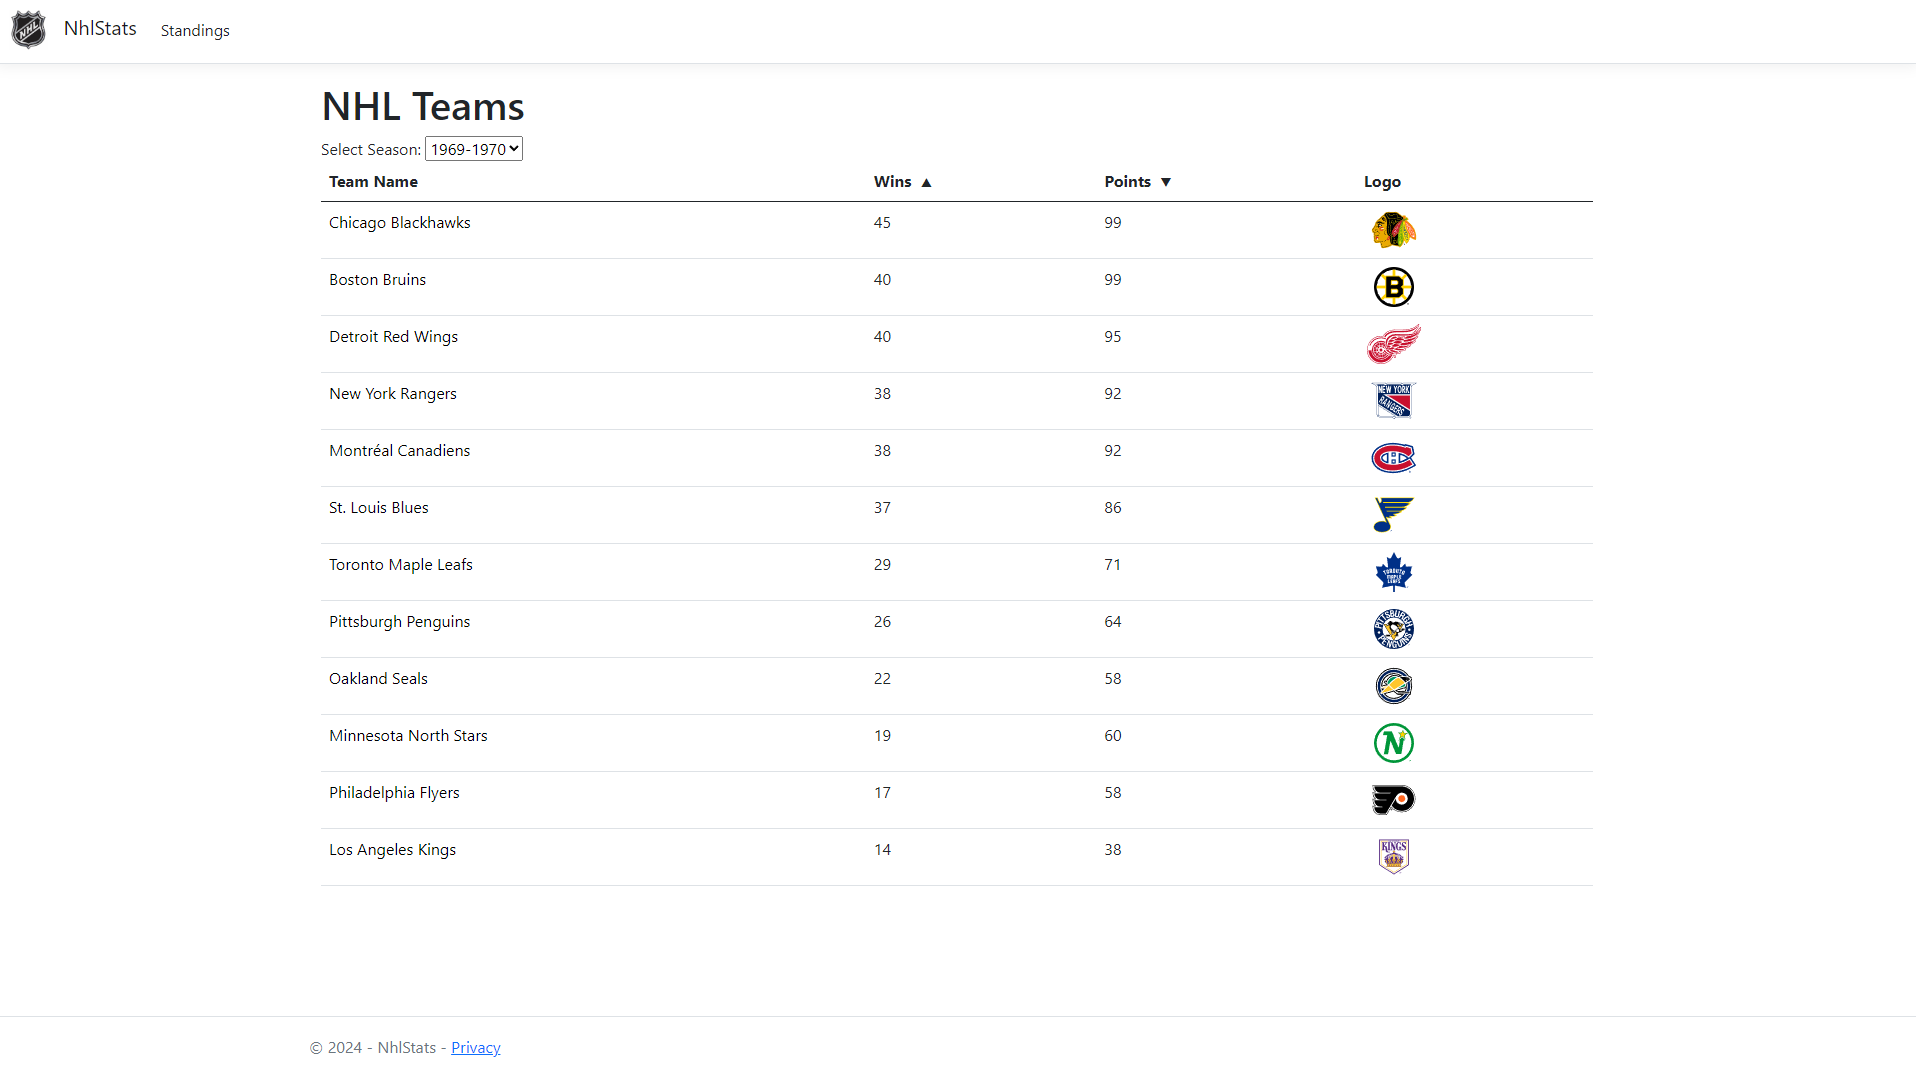 NHL NhlStats Standings
NHL Teams
Select Season: 1969-1970
Team Name Wins ▲ Points ▼ Logo
Chicago Blackhawks 45 99
Boston Bruins 40 99 B
Detroit Red Wings 40 95
New York Rangers 38 92 NEW YORK RANGERS
Montréal Canadiens 38 92 CH
St. Louis Blues 37 86
Toronto Maple Leafs 29 71 TORONTO MAPLE LEAFS
Pittsburgh Penguins 26 64 PITTSBURGH PENGUINS
Oakland Seals 22 58
Minnesota North Stars 19 60 N
Philadelphia Flyers 17 58
Los Angeles Kings 14 38 KINGS
© 2024 - NhlStats - Privacy